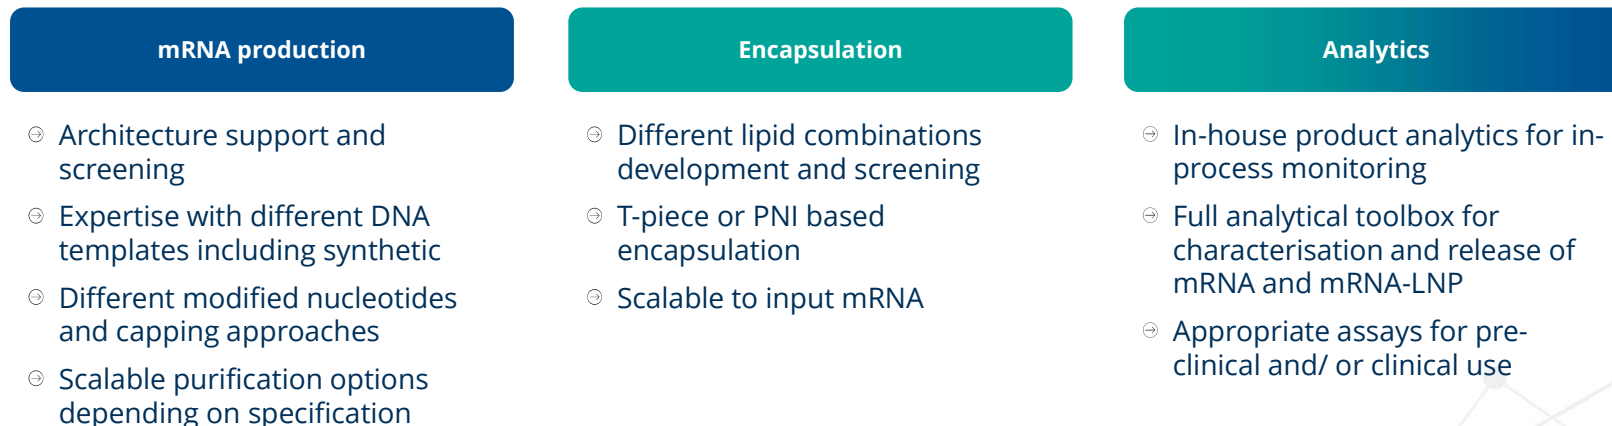 mRNA production
Architecture support and
screening
Expertise with different DNA
templates including synthetic
Different modified nucleotides
and capping approaches
Scalable purification options
depending on specification
Encapsulation
Different lipid combinations
development and screening
T-piece or PNI based
encapsulation
Scalable to input mRNA
Analytics
In-house product analytics for in-
process monitoring
Full analytical toolbox for
characterisation and release of
mRNA and mRNA-LNP
Appropriate assays for pre-
clinical and/ or clinical use